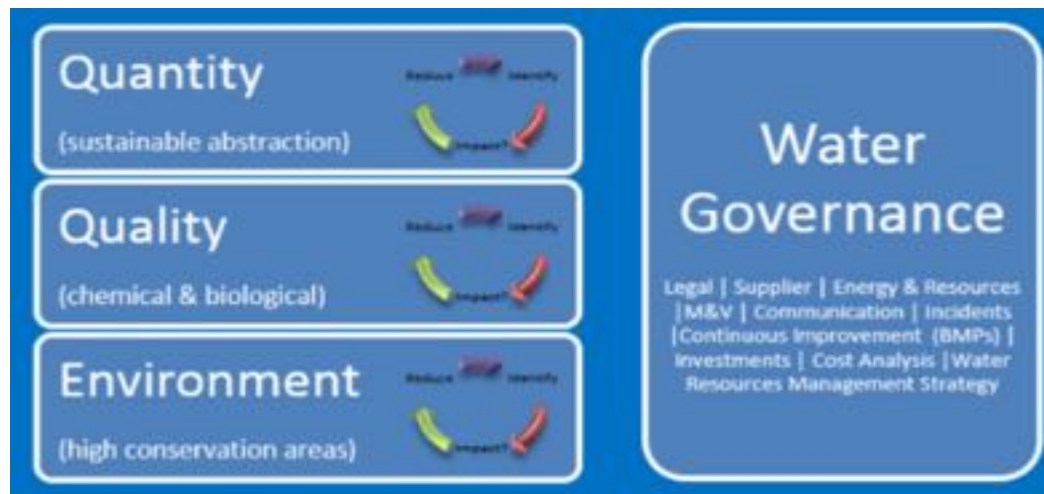 Quantity
(sustainable abstraction)
Reduce Identify
Impact?
Quality
(chemical & biological)
Reduce Identify
Impact?
Environment
(high conservation areas)
Reduce Identify
Impact?
Water
Governance
Legal | Supplier | Energy & Resources
|M&V | Communication | Incidents
|Continuous Improvement (BMPs) |
Investments | Cost Analysis |Water
Resources Management Strategy